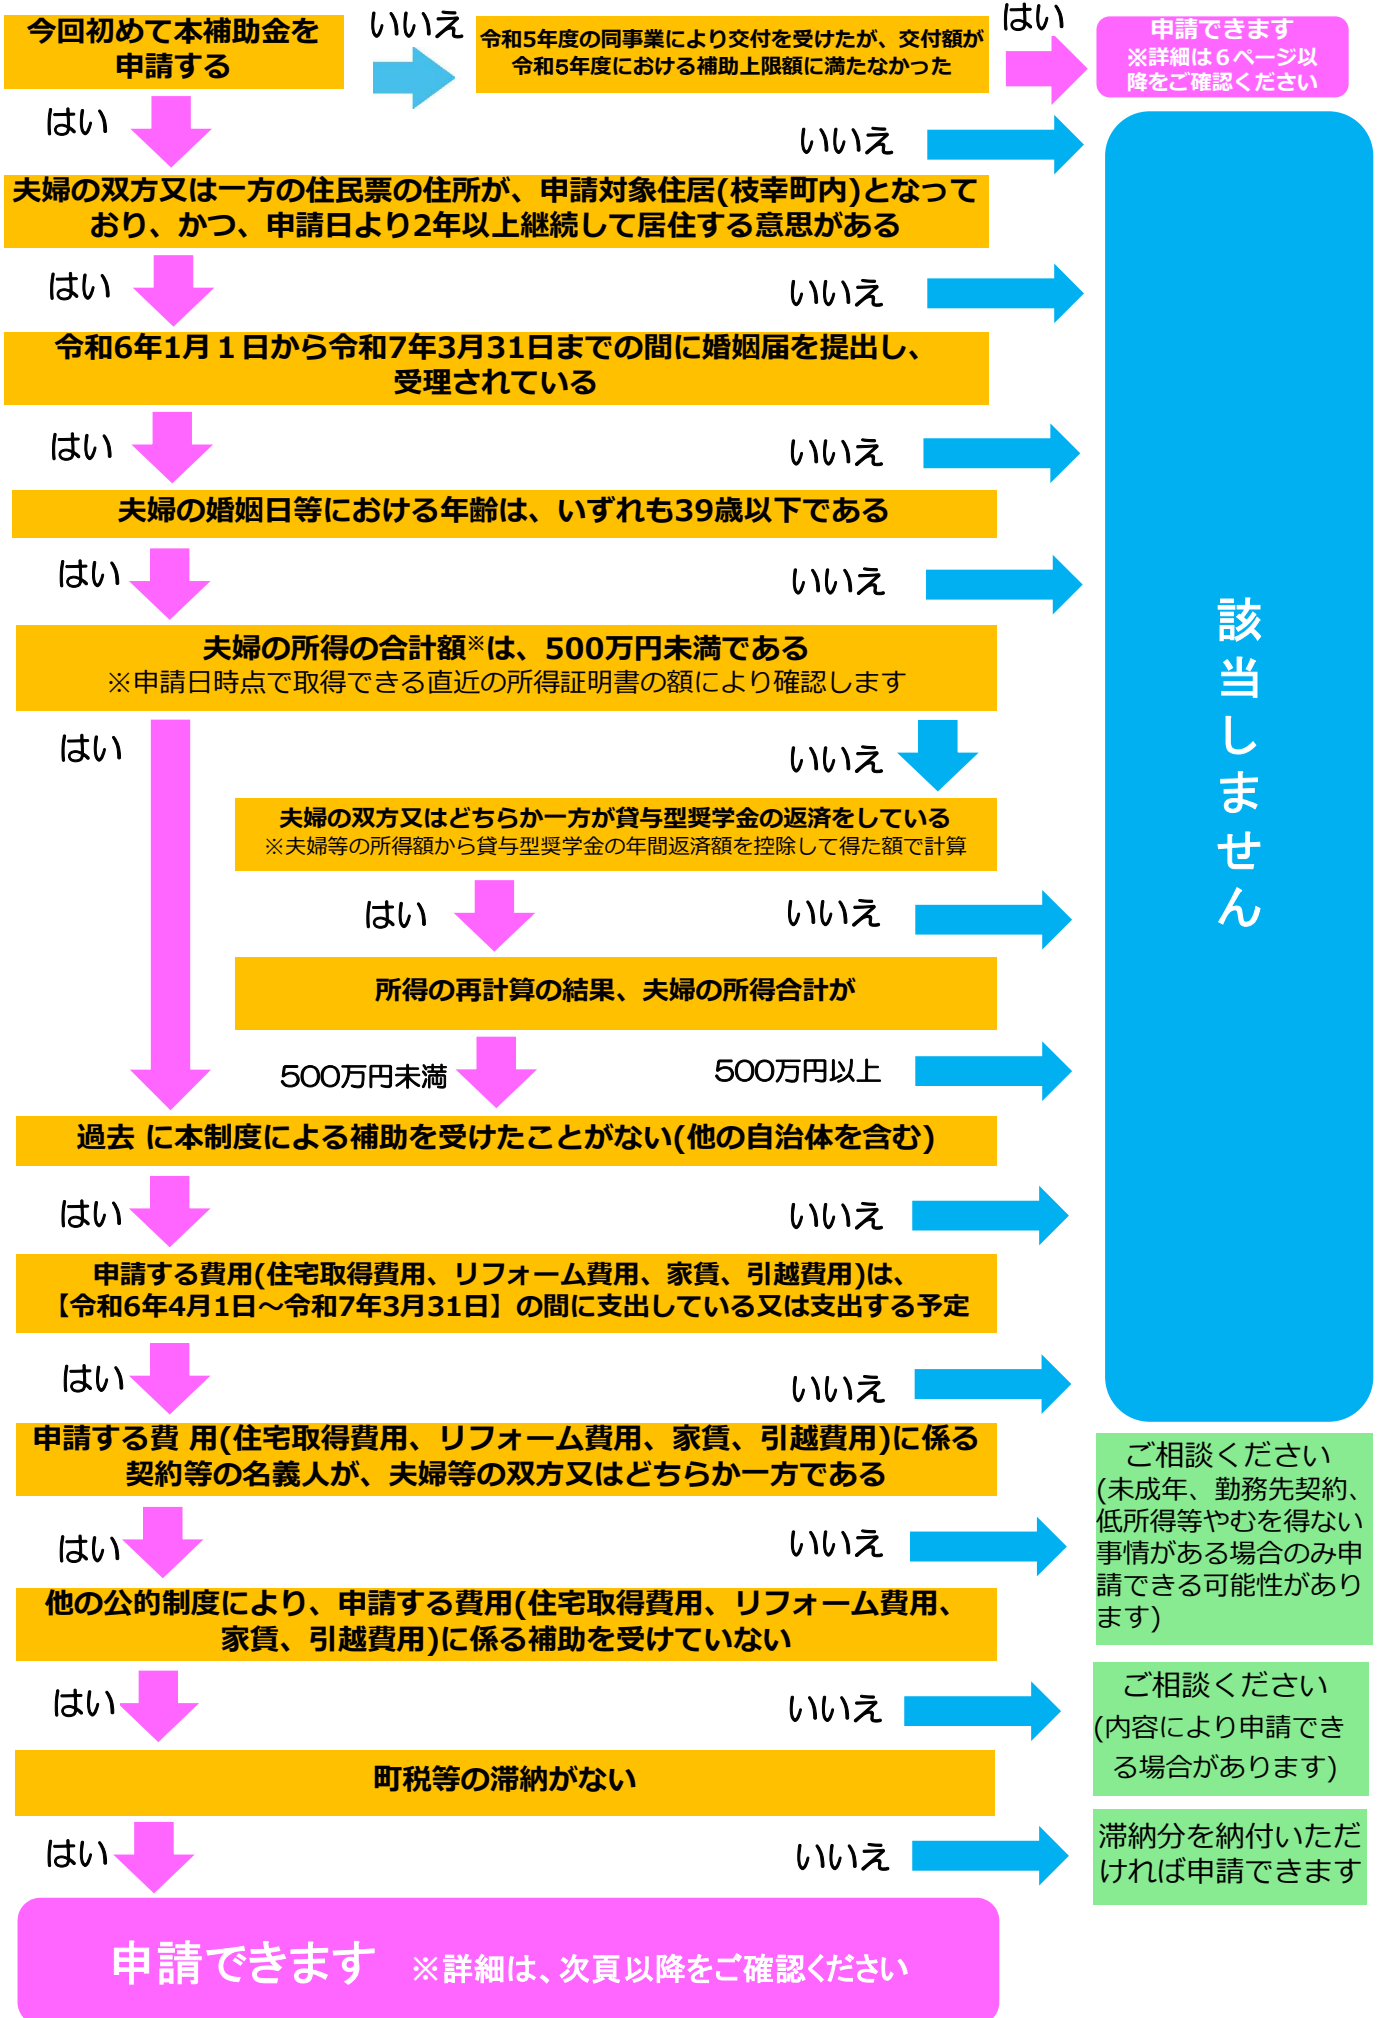 今回初めて本補助金を
申請する
いいえ
令和5年度の同事業により交付を受けたが、交付額が
令和5年度における補助上限額に満たなかった
はい
申請できます
※詳細は６ページ以
降をご確認ください
はい
いいえ
夫婦の双方又は一方の住民票の住所が、申請対象住居(枝幸町内)となって
おり、かつ、申請日より2年以上継続して居住する意思がある
はい
いいえ
令和6年1月１日から令和7年3月31日までの間に婚姻届を提出し、
受理されている
はい
いいえ
夫婦の婚姻日等における年齢は、いずれも39歳以下である
はい
いいえ
該当しません
夫婦の所得の合計額※は、500万円未満である
※申請日時点で取得できる直近の所得証明書の額により確認します
はい
いいえ
夫婦の双方又はどちらか一方が貸与型奨学金の返済をしている
※夫婦等の所得額から貸与型奨学金の年間返済額を控除して得た額で計算
はい
いいえ
所得の再計算の結果、夫婦の所得合計が
500万円未満
500万円以上
過去 に本制度による補助を受けたことがない(他の自治体を含む)
はい
いいえ
申請する費用(住宅取得費用、リフォーム費用、家賃、引越費用)は、
【令和6年4月1日～令和7年3月31日】の間に支出している又は支出する予定
はい
いいえ
申請する費 用(住宅取得費用、リフォーム費用、家賃、引越費用)に係る
契約等の名義人が、夫婦等の双方又はどちらか一方である
はい
いいえ
ご相談ください
(未成年、勤務先契約、
低所得等やむを得ない
事情がある場合のみ申
請できる可能性があり
ます)
他の公的制度により、申請する費用(住宅取得費用、リフォーム費用、
家賃、引越費用)に係る補助を受けていない
はい
いいえ
ご相談ください
(内容により申請でき
る場合があります)
町税等の滞納がない
はい
いいえ
滞納分を納付いただ
ければ申請できます
申請できます ※詳細は、次頁以降をご確認ください